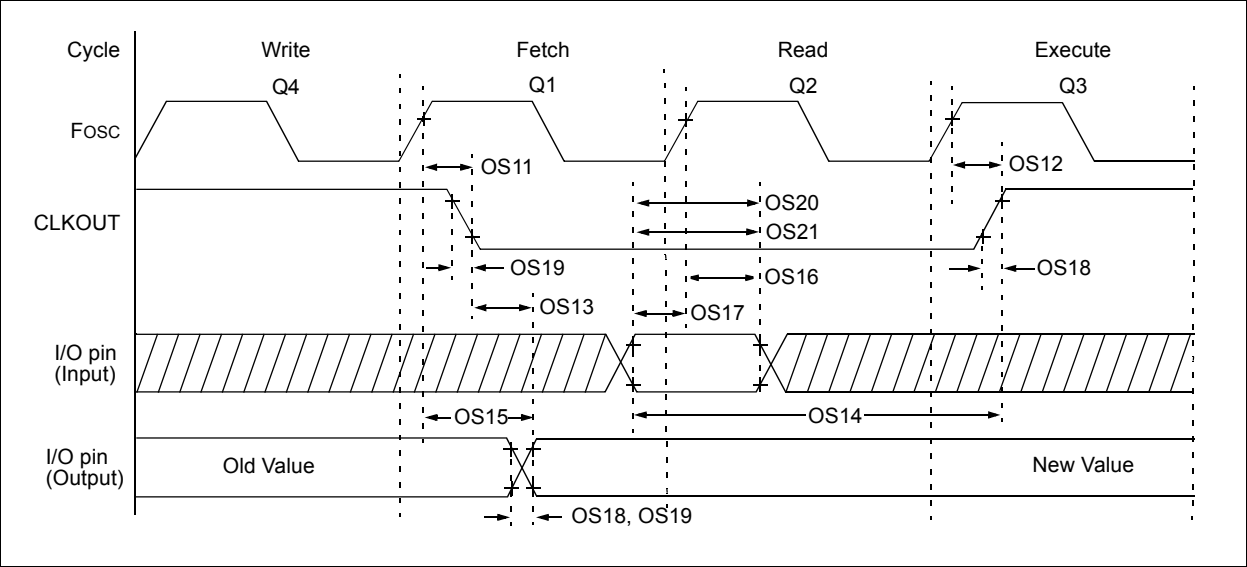 Cycle Write Fetch Read Execute
Q4 Q1 Q2 Q3
FOSC
OS11 OS12
OS20
CLKOUT
OS21
OS19 OS16 OS18
OS13 OS17
I/O pin
(Input)
OS15 OS14
I/O pin
(Output)
Old Value New Value
OS18, OS19